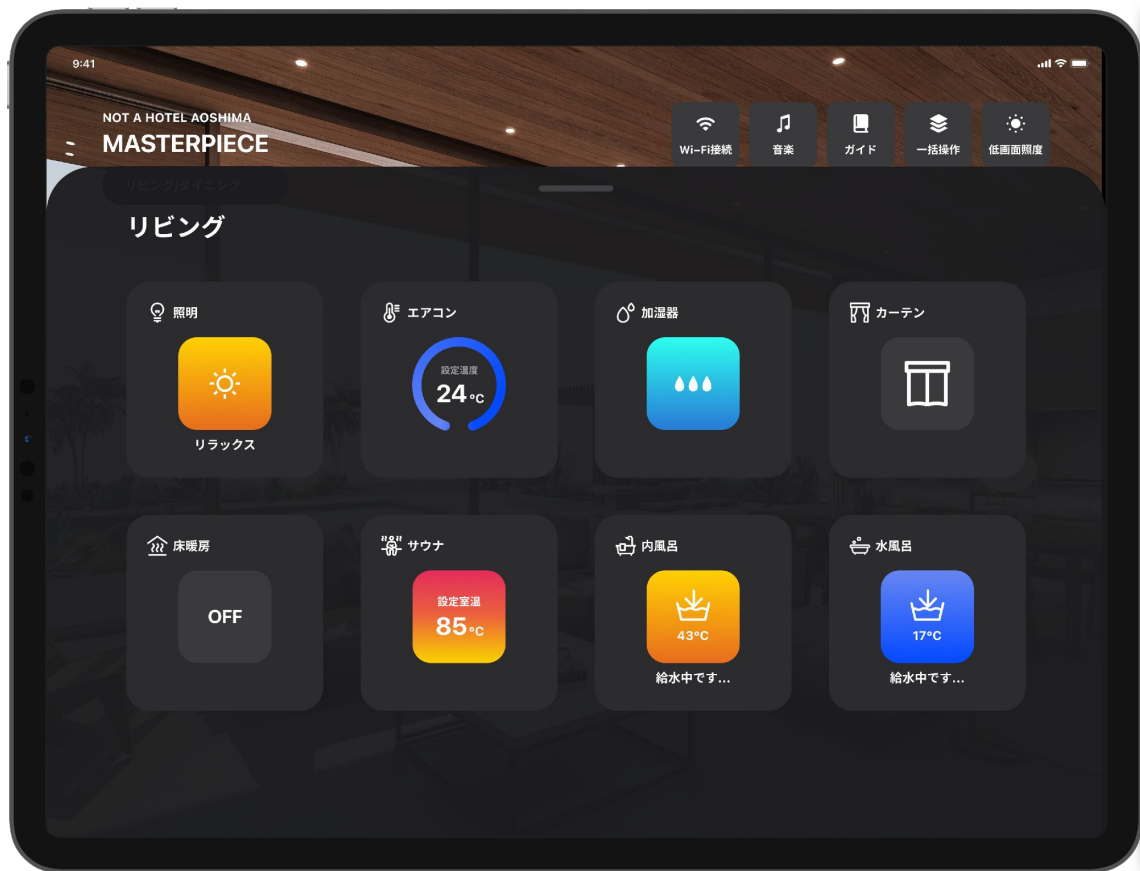 9:41
NOT A HOTEL AOSHIMA
MASTERPIECE
Wi-Fi接続
音楽
ガイド
一括操作
低画面照度
リビング/ダイニング
リビング
照明
リラックス
エアコン
設定温度
24℃
加湿器
カーテン
床暖房
OFF
サウナ
設定室温
85℃
内風呂
43℃
給水中です...
水風呂
17℃
給水中です...